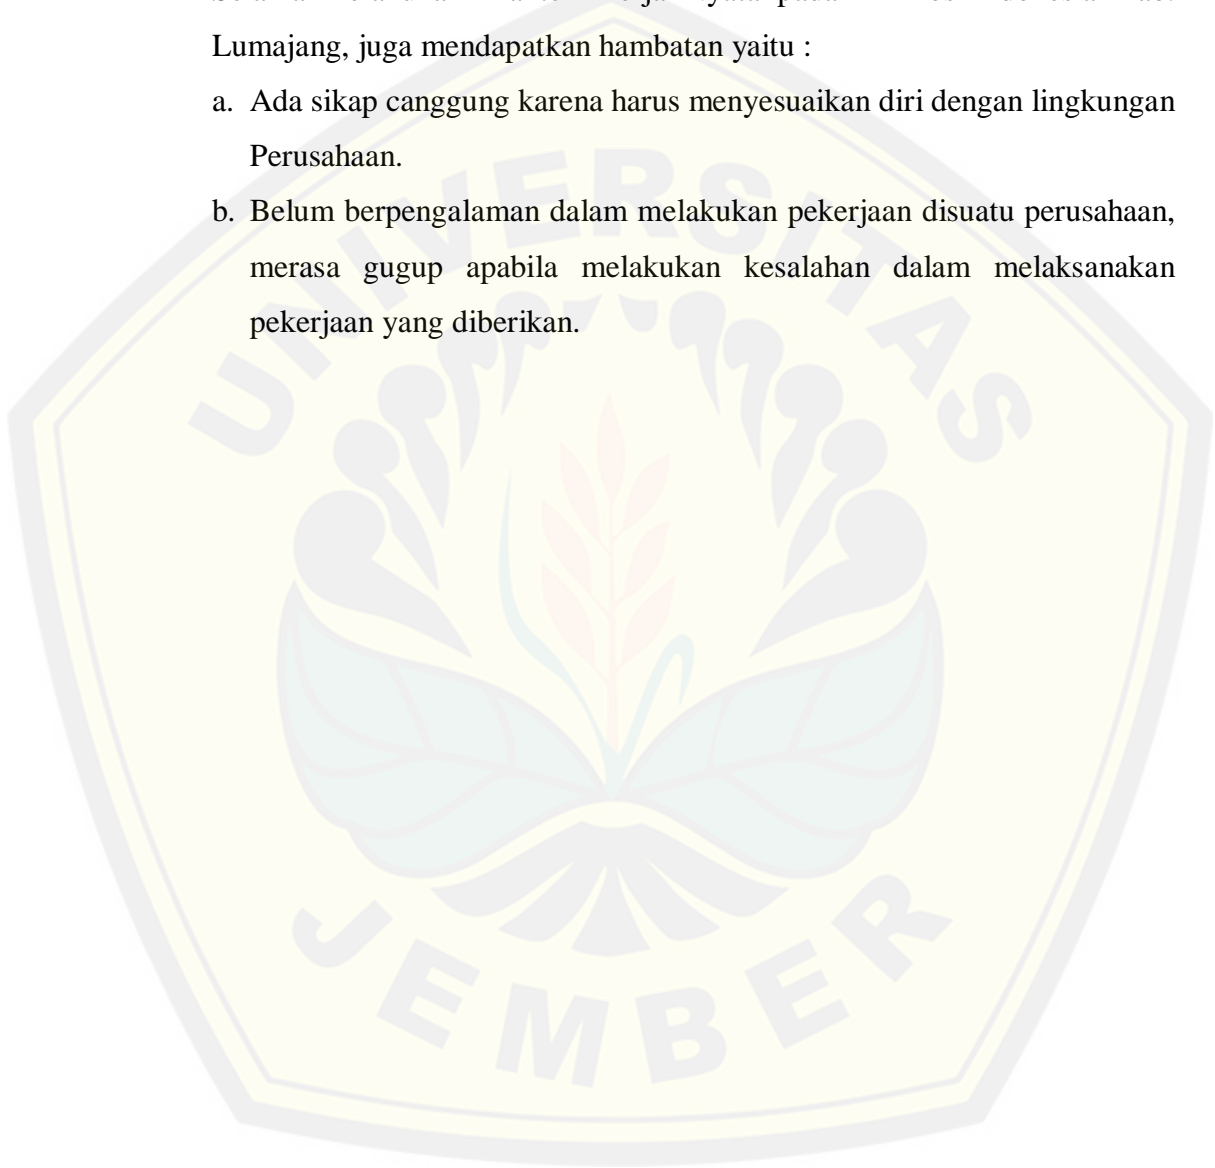 Lumajang, juga mendapatkan hambatan yaitu :
a. Ada sikap canggung karena harus menyesuaikan diri dengan lingkungan
Perusahaan.
b. Belum berpengalaman dalam melakukan pekerjaan disuatu perusahaan,
merasa gugup apabila melakukan kesalahan dalam melaksanakan
pekerjaan yang diberikan.
UNIVERSITAS
JEMBER